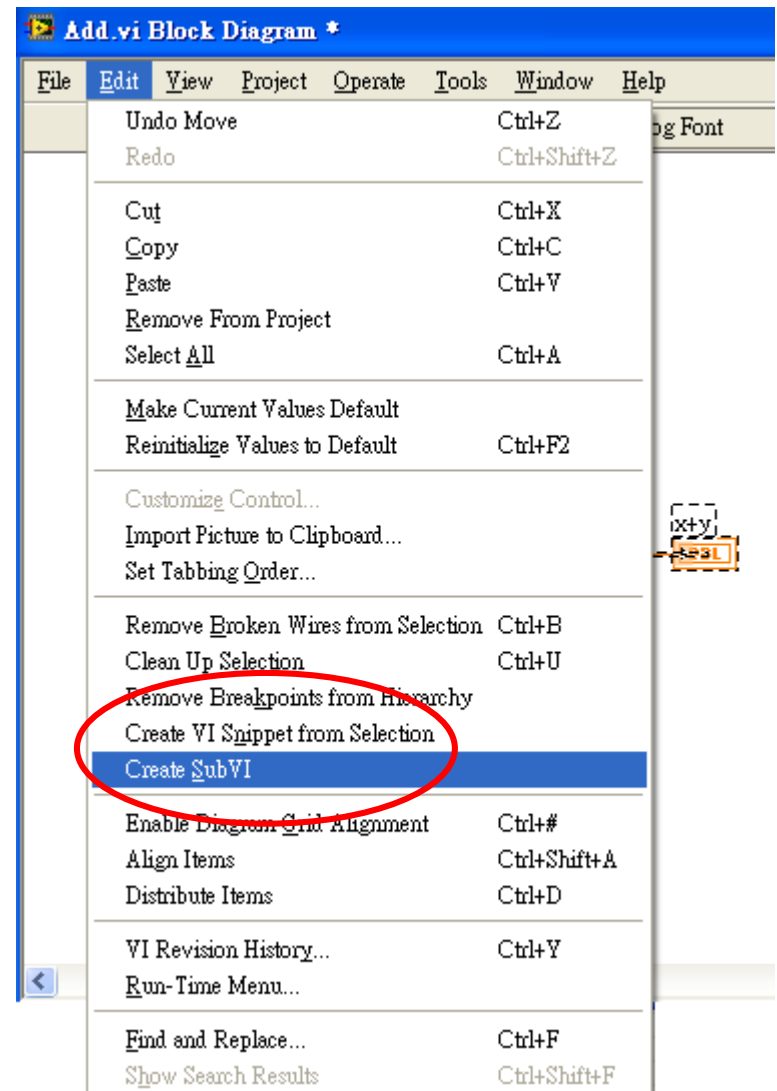 Add.vi Block Diagram *
File Edit View Project Operate Tools Window Help
Undo Move Ctrl+Z
og Font
Redo Ctrl+Shift+Z
Cut Ctrl+X
Copy Ctrl+C
Paste Ctrl+V
Remove From Project
Select All Ctrl+A
Make Current Values Default
Reinitialize Values to Default Ctrl+F2
Customize Control...
Import Picture to Clipboard...
Set Tabbing Order...
x+y
Remove Broken Wires from Selection Ctrl+B
Clean Up Selection Ctrl+U
Remove Breakpoints from Hierarchy
Create VI Snippet from Selection
Create SubVI
Enable Diagram Grid Alignment Ctrl+#
Align Items Ctrl+Shift+A
Distribute Items Ctrl+D
VI Revision History... Ctrl+Y
Run-Time Menu...
Find and Replace... Ctrl+F
Show Search Results Ctrl+Shift+F